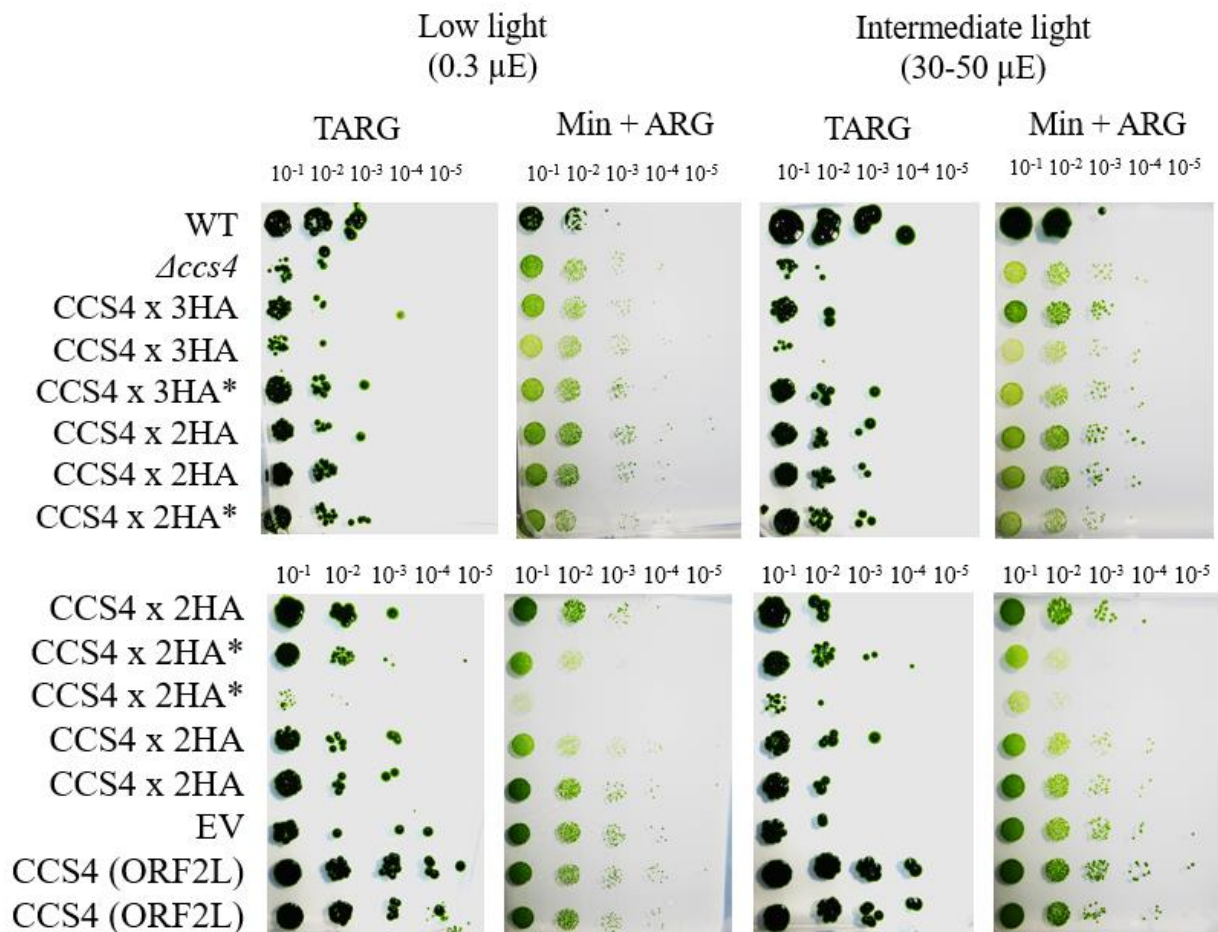 Low light
(0.3 µE)
Intermediate light
(30-50 µE)
TARG
Min + ARG
TARG
Min + ARG
10⁻¹ 10⁻² 10⁻³ 10⁻⁴ 10⁻⁵
10⁻¹ 10⁻² 10⁻³ 10⁻⁴ 10⁻⁵
10⁻¹ 10⁻² 10⁻³ 10⁻⁴ 10⁻⁵
10⁻¹ 10⁻² 10⁻³ 10⁻⁴ 10⁻⁵
WT
Δccs4
CCS4 x 3HA
CCS4 x 3HA
CCS4 x 3HA*
CCS4 x 2HA
CCS4 x 2HA
CCS4 x 2HA*
10⁻¹ 10⁻² 10⁻³ 10⁻⁴ 10⁻⁵
10⁻¹ 10⁻² 10⁻³ 10⁻⁴ 10⁻⁵
10⁻¹ 10⁻² 10⁻³ 10⁻⁴ 10⁻⁵
10⁻¹ 10⁻² 10⁻³ 10⁻⁴ 10⁻⁵
CCS4 x 2HA
CCS4 x 2HA*
CCS4 x 2HA*
CCS4 x 2HA
CCS4 x 2HA
EV
CCS4 (ORF2L)
CCS4 (ORF2L)